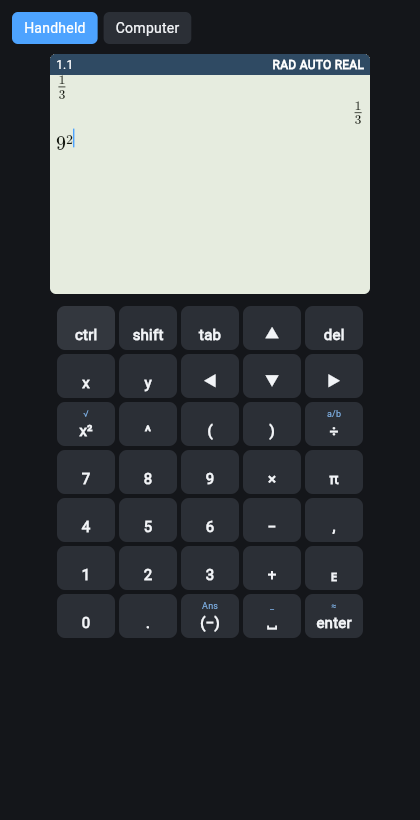 Handheld Computer
1.1 RAD AUTO REAL
1/3
1/3
9²
ctrl shift tab ▲ del
x y ◀ ▼ ▶
√ a/b
x² ^ ( ) ÷
7 8 9 × π
4 5 6 − ,
1 2 3 + E
Ans _ ≈
0 . (−) ␣ enter